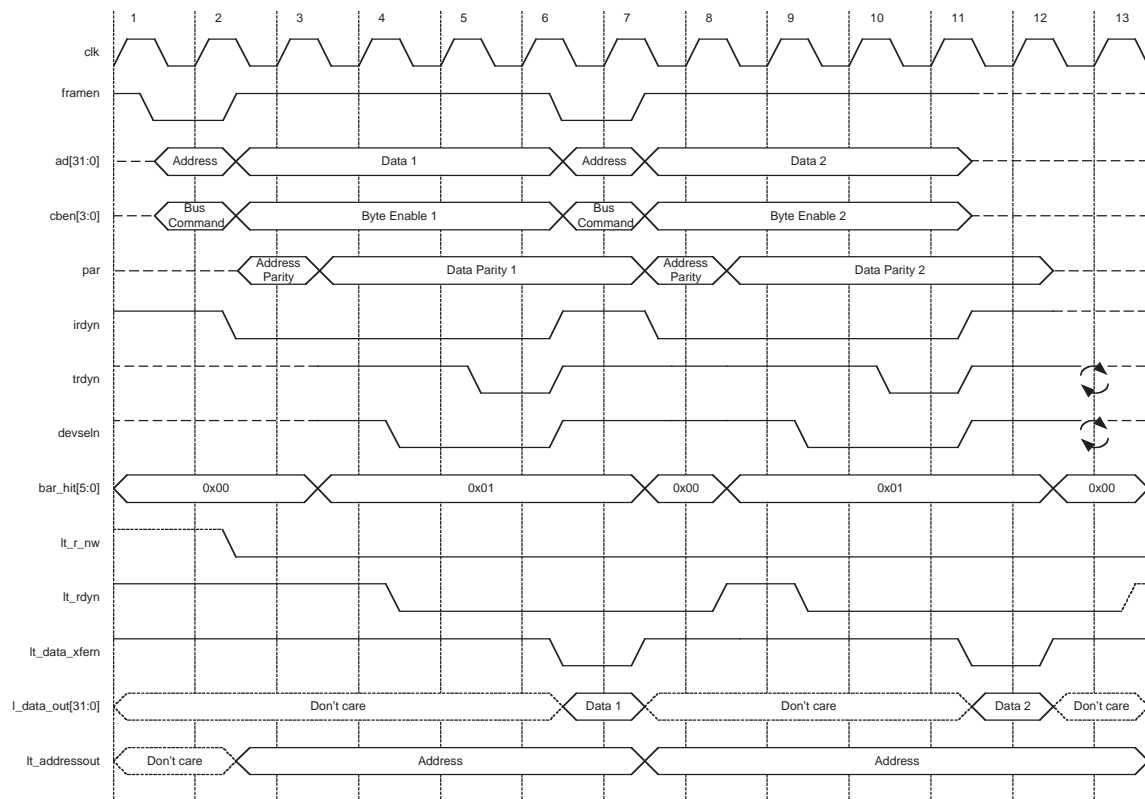 1 2 3 4 5 6 7 8 9 10 11 12 13
clk
framen
ad[31:0] Address Data 1 Address Data 2
cben[3:0] Bus Command Byte Enable 1 Bus Command Byte Enable 2
par Address Parity Data Parity 1 Address Parity Data Parity 2
irdyn
trdyn
devseln
bar_hit[5:0] 0x00 0x01 0x00 0x01 0x00
lt_r_nw
lt_rdyn
lt_data_xfern
l_data_out[31:0] Don't care Data 1 Don't care Data 2 Don't care
lt_addressout Don't care Address Address